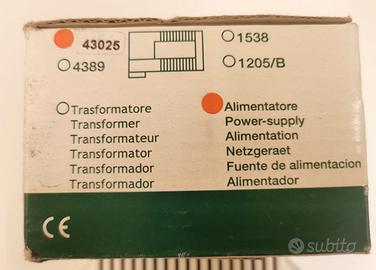 43025
1538
4389
1205/B
Trasformatore
Transformer
Transformateur
Transformator
Transformador
Transformador
Alimentatore
Power-supply
Alimentation
Netzgeraet
Fuente de alimentacion
Alimentador
CE
subito